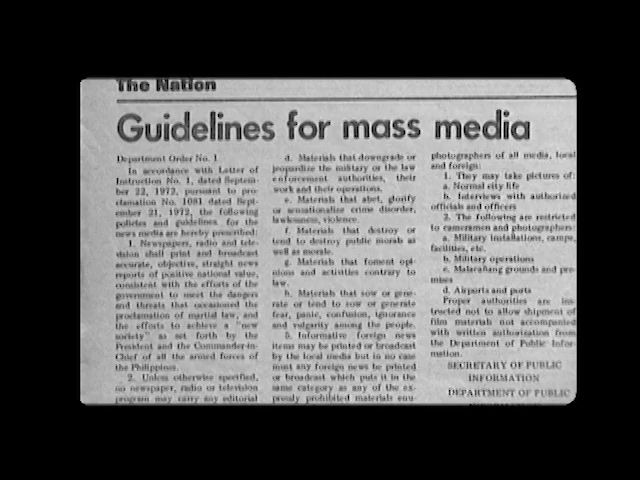 The Nation
Guidelines for mass media
Department Order No. 1
In accordance with Letter of
Instruction No. 1, dated Septem-
ber 22, 1972, pursuant to pro-
clamation No. 1081 dated Sept-
ember 21, 1972, the following
policies and guidelines for the
news media are hereby prescribed:
1. Newspapers, radio and tele-
vision shall print and broadcast
accurate, objective, straight news
reports of positive national value,
consistent with the efforts of the
government to meet the dangers
and threats that occasioned the
proclamation of martial law, and
the efforts to achieve a "new
society" as set forth by the
President and the Commander-in-
Chief of all the armed forces of
the Philippines.
2. Unless otherwise specified,
no newspaper, radio or television
program may carry any editorial
d. Materials that downgrade or
jeopardize the military or the law
enforcement authorities, their
work and their operations.
e. Materials that abet, glorify
or sensationalize crime disorder,
lawlessness, violence.
f. Materials that destroy or
tend to destroy public morals as
well as morale.
g. Materials that foment opi-
nions and activities contrary to
law.
h. Materials that sow or gene-
rate or tend to sow or generate
fear, panic, confusion, ignorance
and vulgarity among the people.
5. Informative foreign news
items may be printed or broadcast
by the local media but in no case
must any foreign news be printed
or broadcast which puts it in the
same category as any of the ex-
pressly prohibited materials enu-
photographers of all media, local
and foreign:
1. They may take pictures of:
a. Normal city life
b. Interviews with authorized
officials and officers
2. The following are restricted
to cameramen and photographers:
a. Military installations, camps,
facilities, etc.
b. Military operations
c. Malacañang grounds and pre-
mises
d. Airports and ports
Proper authorities are ins-
tructed not to allow shipment of
film materials not accompanied
with written authorization from
the Department of Public Infor-
mation.
SECRETARY OF PUBLIC
INFORMATION
DEPARTMENT OF PUBLIC